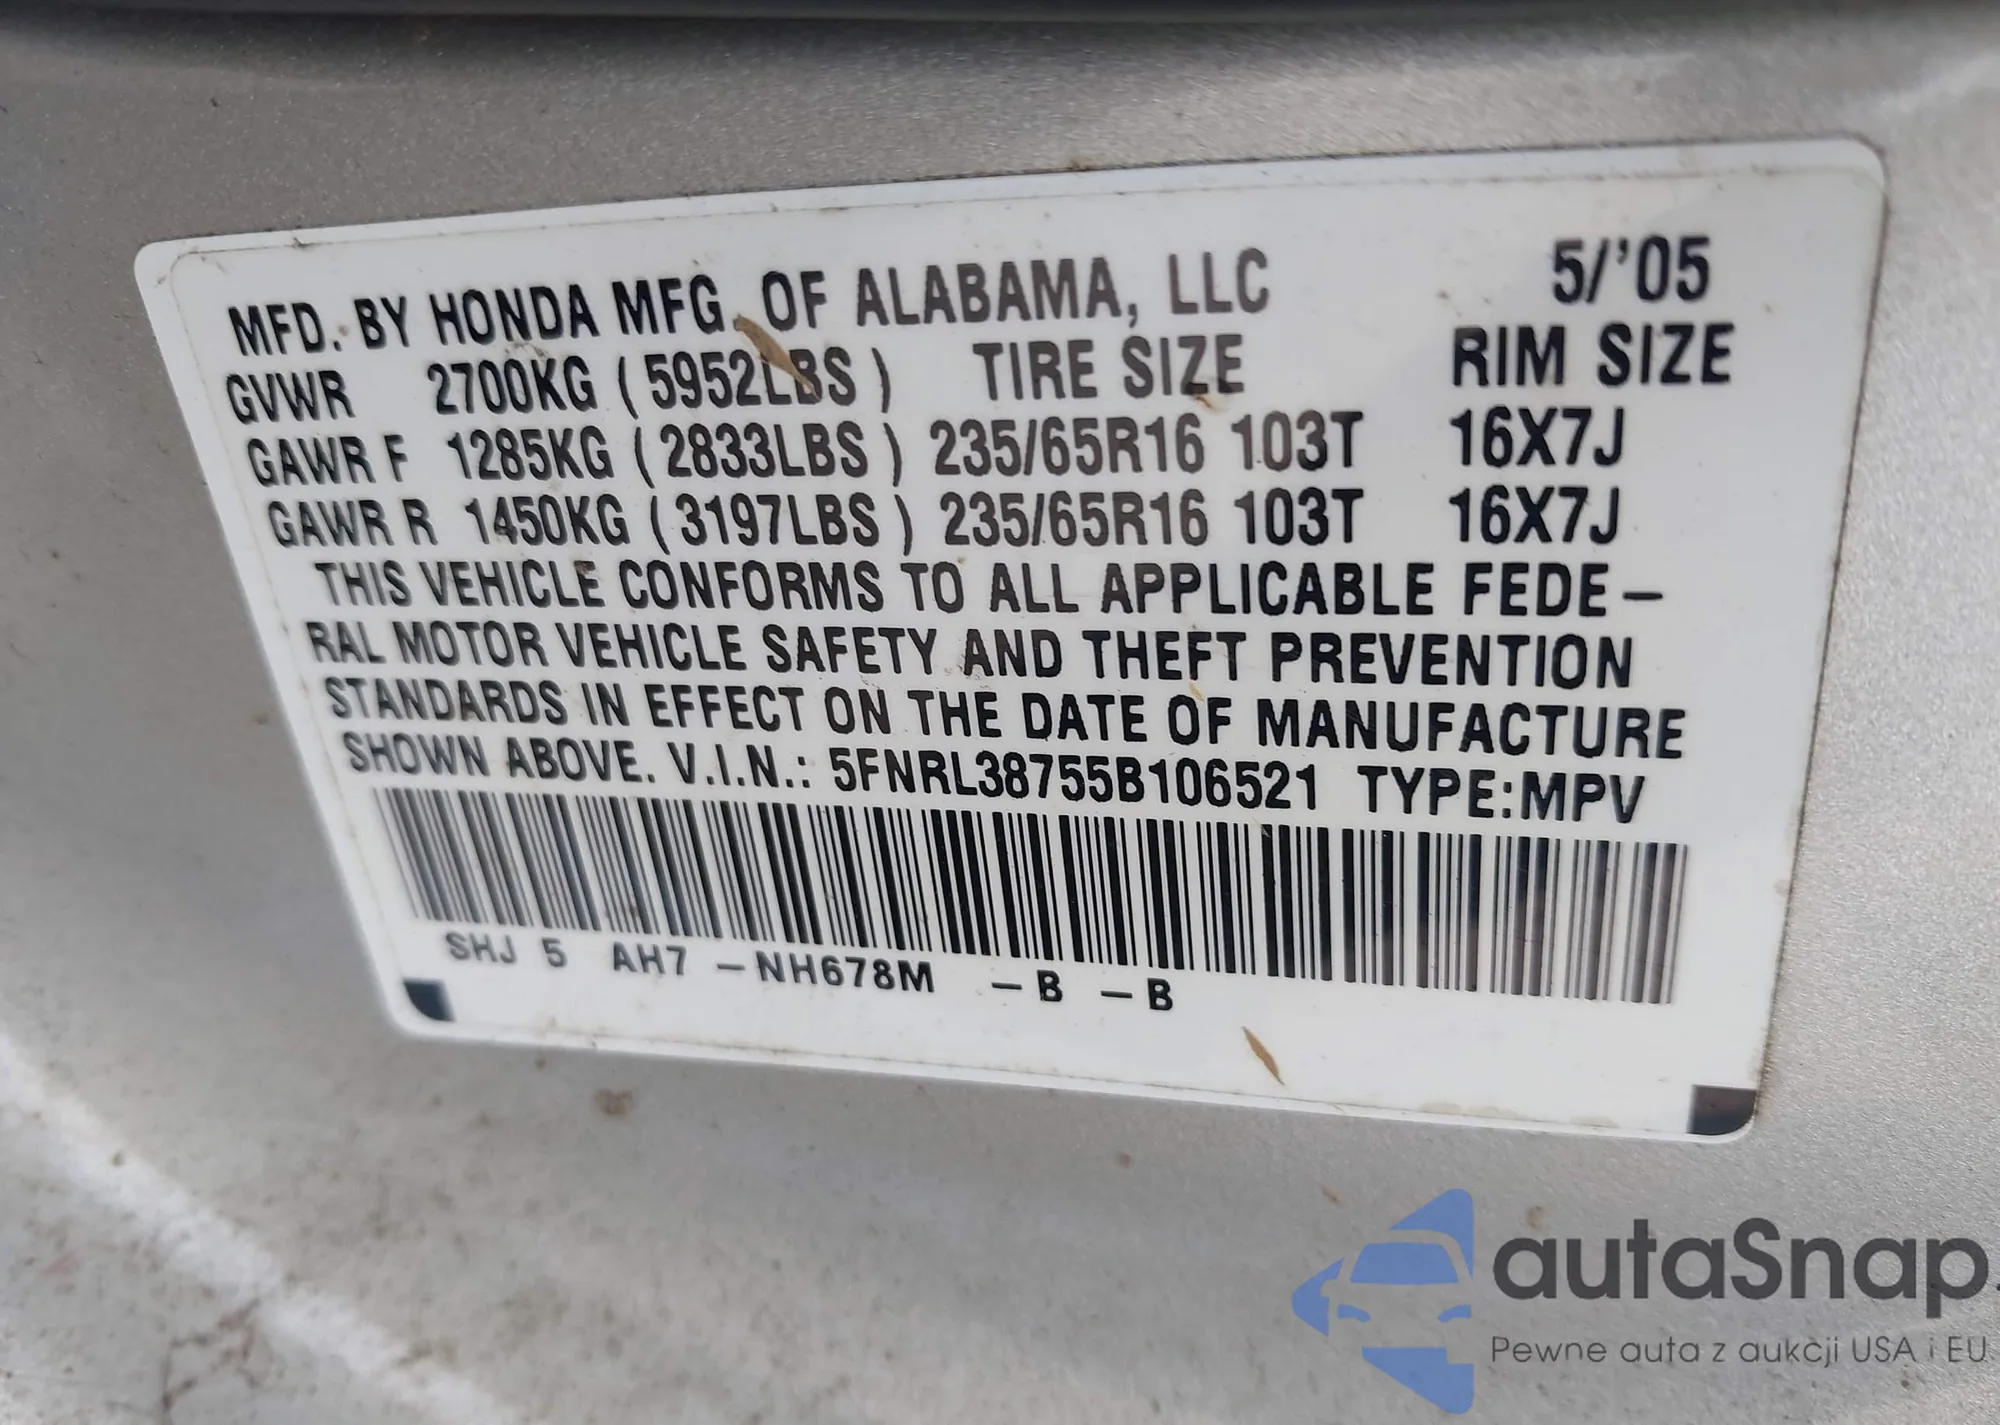 MFD. BY HONDA MFG. OF ALABAMA, LLC 5/'05
GVWR 2700KG ( 5952LBS ) TIRE SIZE RIM SIZE
GAWR F 1285KG ( 2833LBS ) 235/65R16 103T 16X7J
GAWR R 1450KG ( 3197LBS ) 235/65R16 103T 16X7J
THIS VEHICLE CONFORMS TO ALL APPLICABLE FEDE-
RAL MOTOR VEHICLE SAFETY AND THEFT PREVENTION
STANDARDS IN EFFECT ON THE DATE OF MANUFACTURE
SHOWN ABOVE. V.I.N.: 5FNRL38755B106521 TYPE:MPV
SHJ 5 AH7 -NH678M -B -B
autaSnap.
Pewne auta z aukcji USA i EU